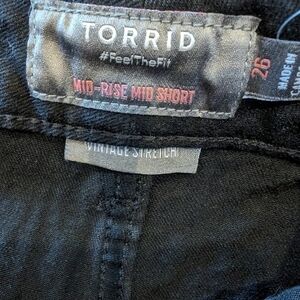 TORRID
#FeelTheFit
MID-RISE MID SHORT
26
MADE IN
VINTAGE STRETCH